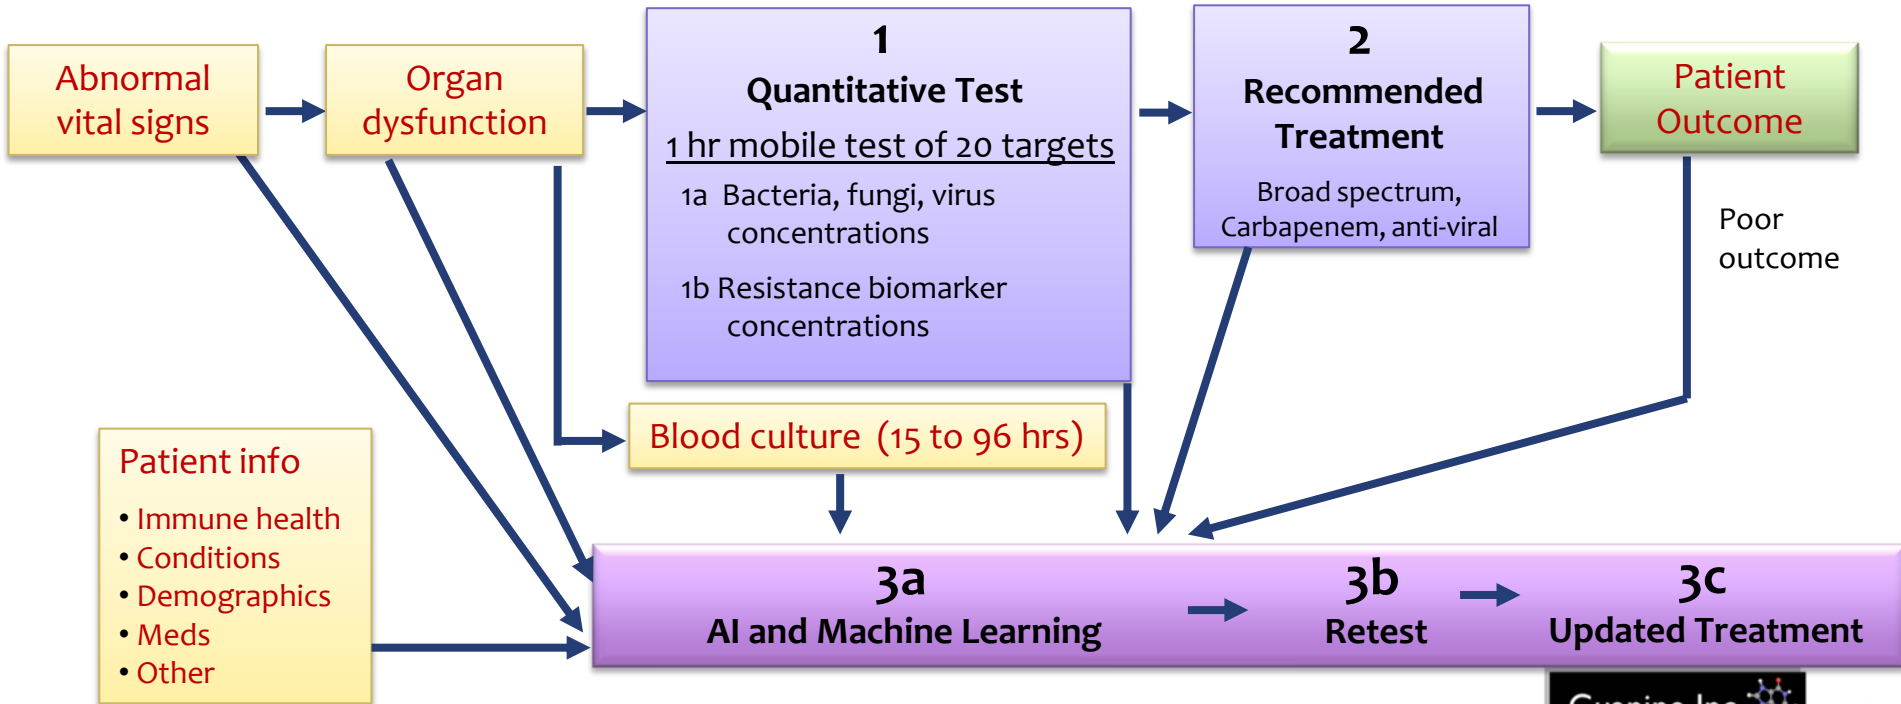 Abnormal
vital signs
Organ
dysfunction
1
Quantitative Test
1 hr mobile test of 20 targets
1a Bacteria, fungi, virus
concentrations
1b Resistance biomarker
concentrations
2
Recommended
Treatment
Broad spectrum,
Carbapenem, anti-viral
Patient
Outcome
Poor
outcome
Blood culture (15 to 96 hrs)
Patient info
• Immune health
• Conditions
• Demographics
• Meds
• Other
3a
AI and Machine Learning
3b
Retest
3c
Updated Treatment